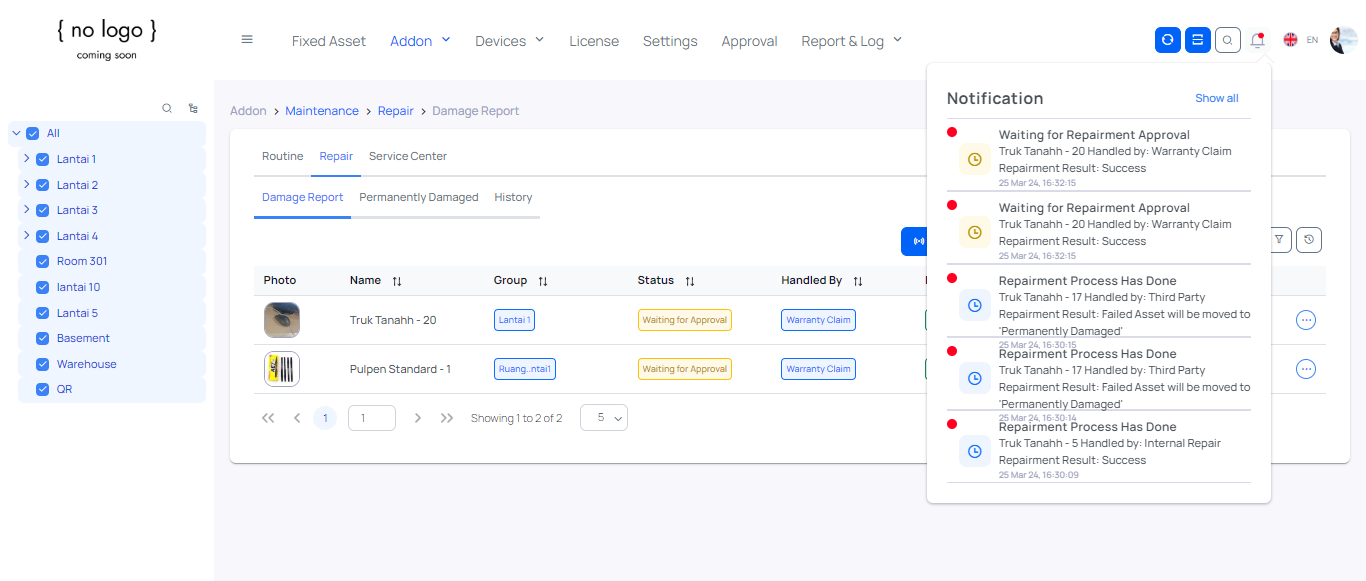 { no logo }
coming soon
Fixed Asset
Addon
Devices
License
Settings
Approval
Report & Log
EN
All
Lantai 1
Lantai 2
Lantai 3
Lantai 4
Room 301
lantai 10
Lantai 5
Basement
Warehouse
QR
Addon > Maintenance > Repair > Damage Report
Routine
Repair
Service Center
Damage Report
Permanently Damaged
History
Photo
Name
Group
Status
Handled By
Truk Tanahh - 20
Lantai 1
Waiting for Approval
Warranty Claim
Pulpen Standard - 1
Ruang..ntai1
Waiting for Approval
Warranty Claim
1
1
Showing 1 to 2 of 2
5
Notification
Show all
Waiting for Repairment Approval
Truk Tanahh - 20 Handled by: Warranty Claim
Repairment Result: Success
25 Mar 24, 16:32:15
Waiting for Repairment Approval
Truk Tanahh - 20 Handled by: Warranty Claim
Repairment Result: Success
25 Mar 24, 16:32:15
Repairment Process Has Done
Truk Tanahh - 17 Handled by: Third Party
Repairment Result: Failed Asset will be moved to
'Permanently Damaged'
25 Mar 24, 16:30:15
Repairment Process Has Done
Truk Tanahh - 17 Handled by: Third Party
Repairment Result: Failed Asset will be moved to
'Permanently Damaged'
25 Mar 24, 16:30:14
Repairment Process Has Done
Truk Tanahh - 5 Handled by: Internal Repair
Repairment Result: Success
25 Mar 24, 16:30:09